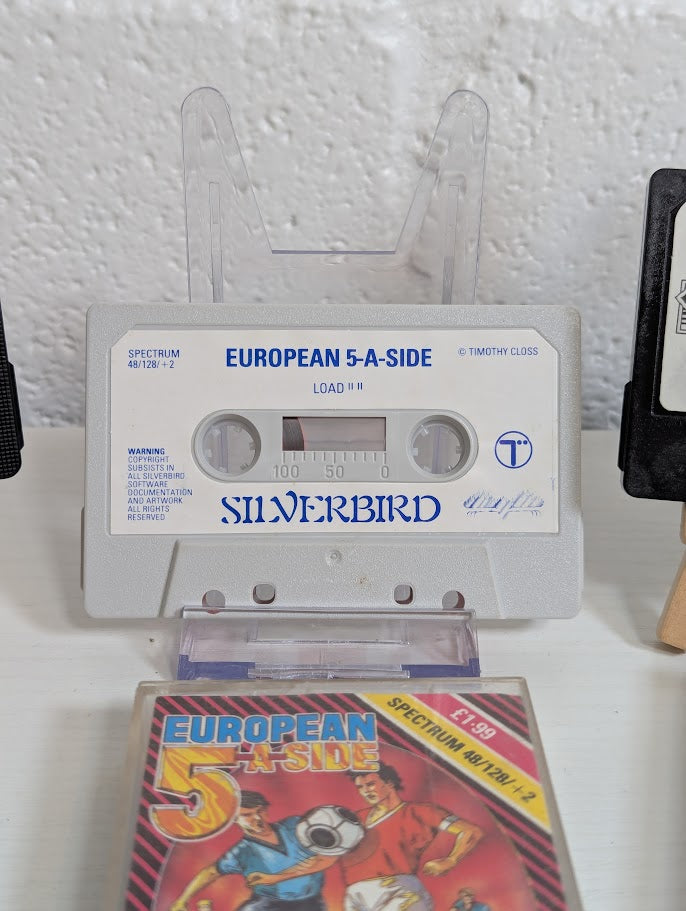 SPECTRUM
48/128/+2
EUROPEAN 5-A-SIDE
© TIMOTHY CLOSS
LOAD " "
WARNING
COPYRIGHT
SUBSISTS IN
ALL SILVERBIRD
SOFTWARE
DOCUMENTATION
AND ARTWORK
ALL RIGHTS
RESERVED
100 50 0
SILVERBIRD
EUROPEAN
5-A-SIDE
£1.99
SPECTRUM 48/128/+2